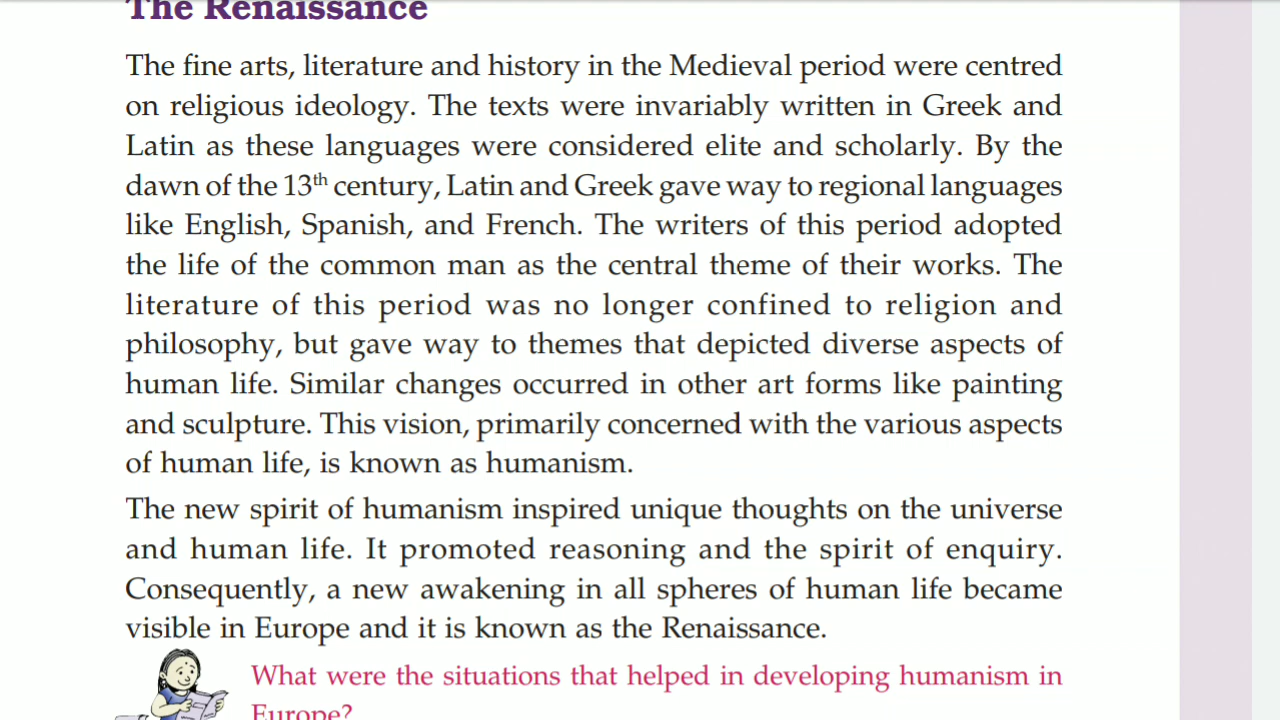 The Renaissance
The fine arts, literature and history in the Medieval period were centred
on religious ideology. The texts were invariably written in Greek and
Latin as these languages were considered elite and scholarly. By the
dawn of the 13th century, Latin and Greek gave way to regional languages
like English, Spanish, and French. The writers of this period adopted
the life of the common man as the central theme of their works. The
literature of this period was no longer confined to religion and
philosophy, but gave way to themes that depicted diverse aspects of
human life. Similar changes occurred in other art forms like painting
and sculpture. This vision, primarily concerned with the various aspects
of human life, is known as humanism.
The new spirit of humanism inspired unique thoughts on the universe
and human life. It promoted reasoning and the spirit of enquiry.
Consequently, a new awakening in all spheres of human life became
visible in Europe and it is known as the Renaissance.
What were the situations that helped in developing humanism in
Europe?